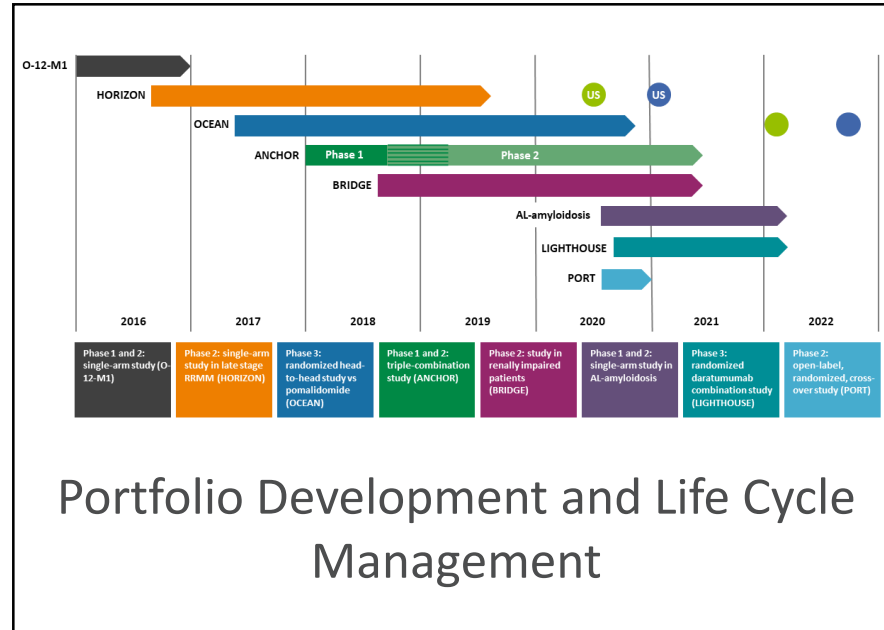 O-12-M1
HORIZON
US
US
OCEAN
ANCHOR
Phase 1
Phase 2
BRIDGE
AL-amyloidosis
LIGHTHOUSE
PORT
2016
2017
2018
2019
2020
2021
2022
Phase 1 and 2:
single-arm study (O-
12-M1)
Phase 2: single-arm
study in late stage
RRMM (HORIZON)
Phase 3:
randomized head-
to-head study vs
pomalidomide
(OCEAN)
Phase 1 and 2:
triple-combination
study (ANCHOR)
Phase 2: study in
renally impaired
patients
(BRIDGE)
Phase 1 and 2:
single-arm study in
AL-amyloidosis
Phase 3:
randomized
daratumumab
combination study
(LIGHTHOUSE)
Phase 2:
open-label,
randomized, cross-
over study (PORT)
Portfolio Development and Life Cycle
Management